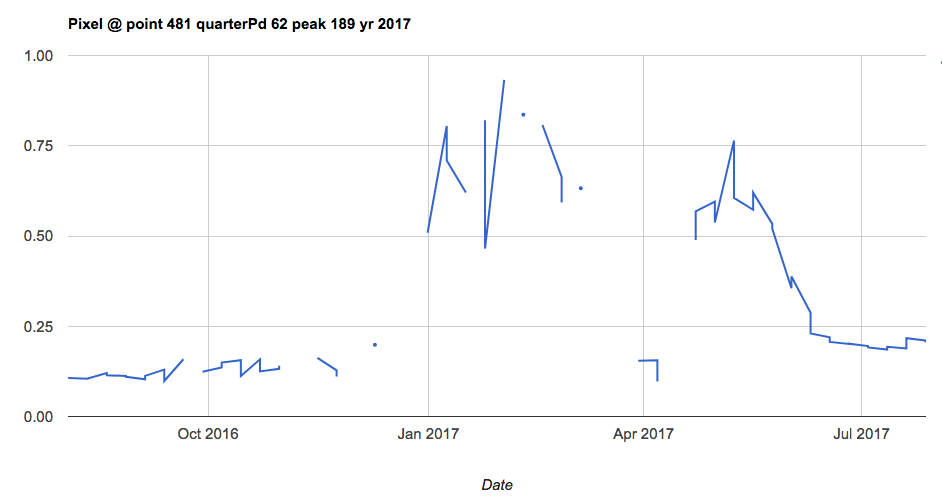 Pixel @ point 481 quarterPd 62 peak 189 yr 2017
1.00
0.75
0.50
0.25
0.00
Oct 2016 Jan 2017 Apr 2017 Jul 2017
Date